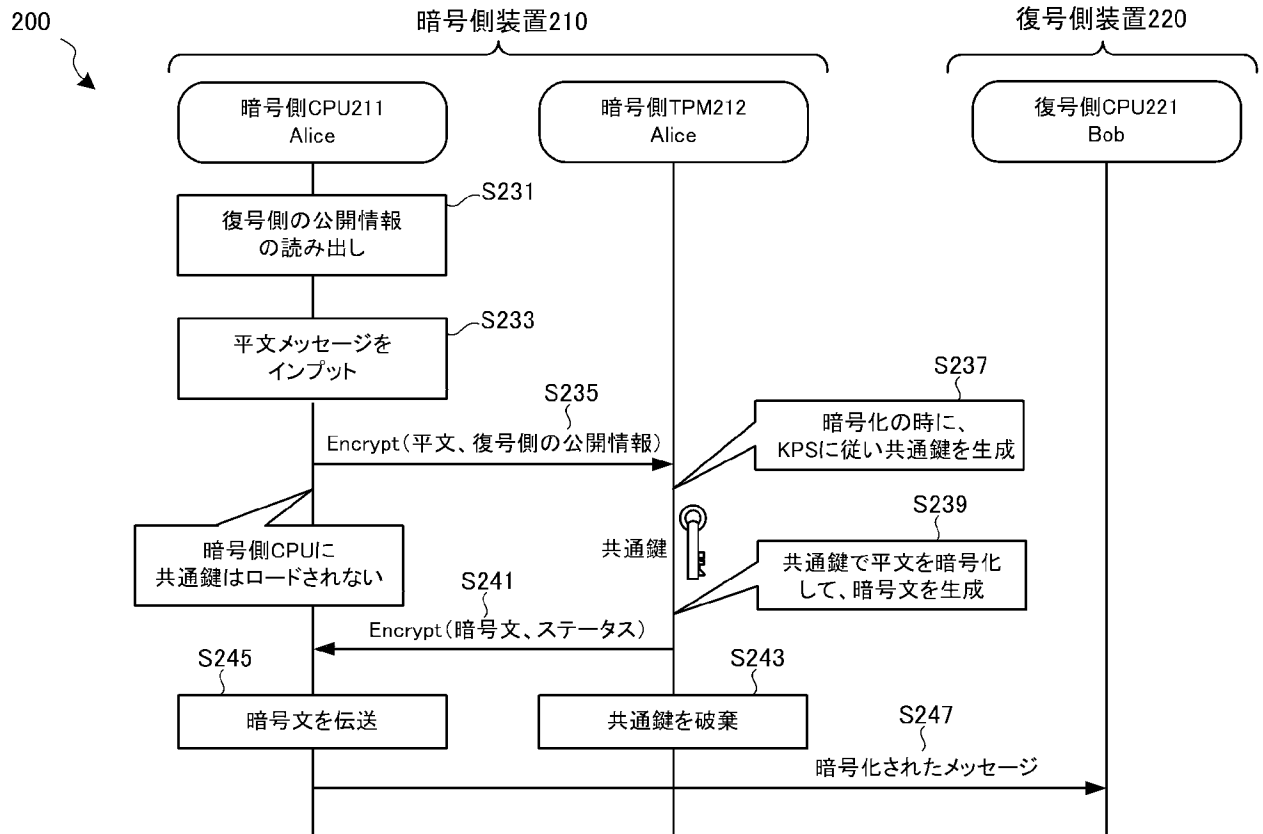 200
暗号側装置210
復号側装置220
暗号側CPU211
Alice
暗号側TPM212
Alice
復号側CPU221
Bob
S231
復号側の公開情報
の読み出し
S233
平文メッセージを
インプット
S235
Encrypt(平文、復号側の公開情報)
S237
暗号化の時に、
KPSに従い共通鍵を生成
暗号側CPUに
共通鍵はロードされない
共通鍵
S239
共通鍵で平文を暗号化
して、暗号文を生成
S241
Encrypt(暗号文、ステータス)
S245
暗号文を伝送
S243
共通鍵を破棄
S247
暗号化されたメッセージ